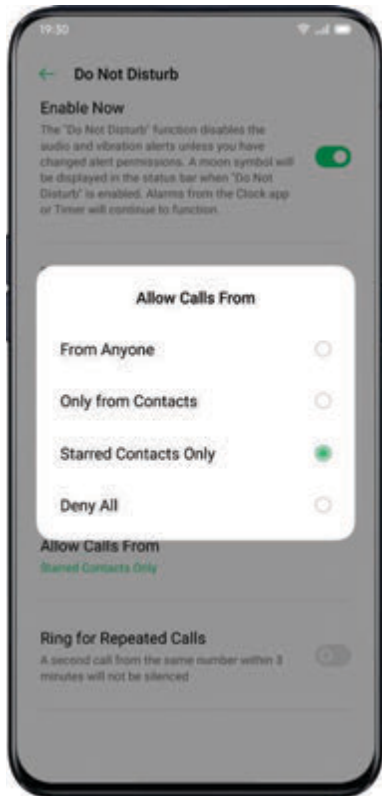 19:30
Do Not Disturb
Enable Now
The "Do Not Disturb" function disables the
audio and vibration alerts unless you have
changed alert permissions. A moon symbol will
be displayed in the status bar when "Do Not
Disturb" is enabled. Alarms from the Clock app
or Timer will continue to function.
Allow Calls From
From Anyone
Only from Contacts
Starred Contacts Only
Deny All
Allow Calls From
Starred Contacts Only
Ring for Repeated Calls
A second call from the same number within 3
minutes will not be silenced